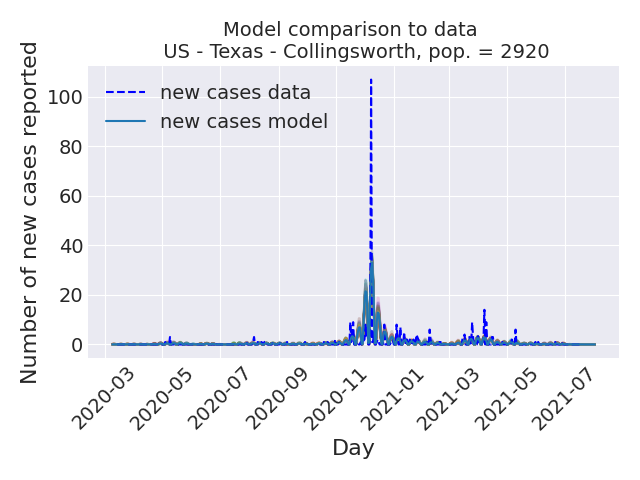 Model comparison to data
US - Texas - Collingsworth, pop. = 2920
Number of new cases reported
100
80
60
40
20
0
new cases data
new cases model
2020-03
2020-05
2020-07
2020-09
2020-11
2021-01
2021-03
2021-05
2021-07
Day